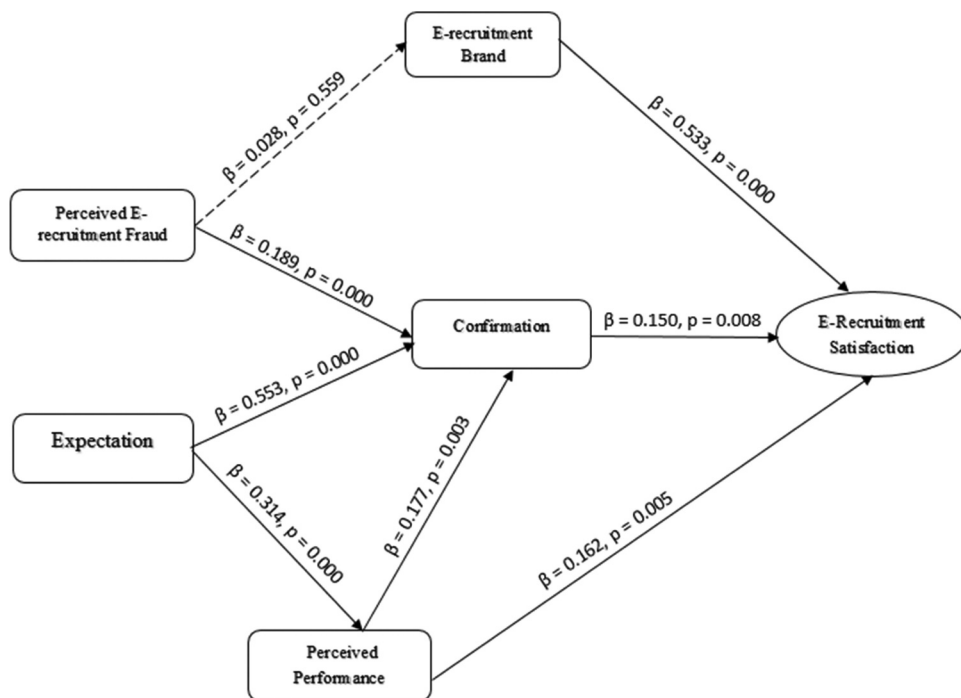 E-recruitment
Brand
β = 0.028, p = 0.559
β = 0.533, p = 0.000
Perceived E-
recruitment Fraud
β = 0.189, p = 0.000
Confirmation
β = 0.150, p = 0.008
E-Recruitment
Satisfaction
β = 0.553, p = 0.000
Expectation
β = 0.314, p = 0.000
β = 0.177, p = 0.003
β = 0.162, p = 0.005
Perceived
Performance